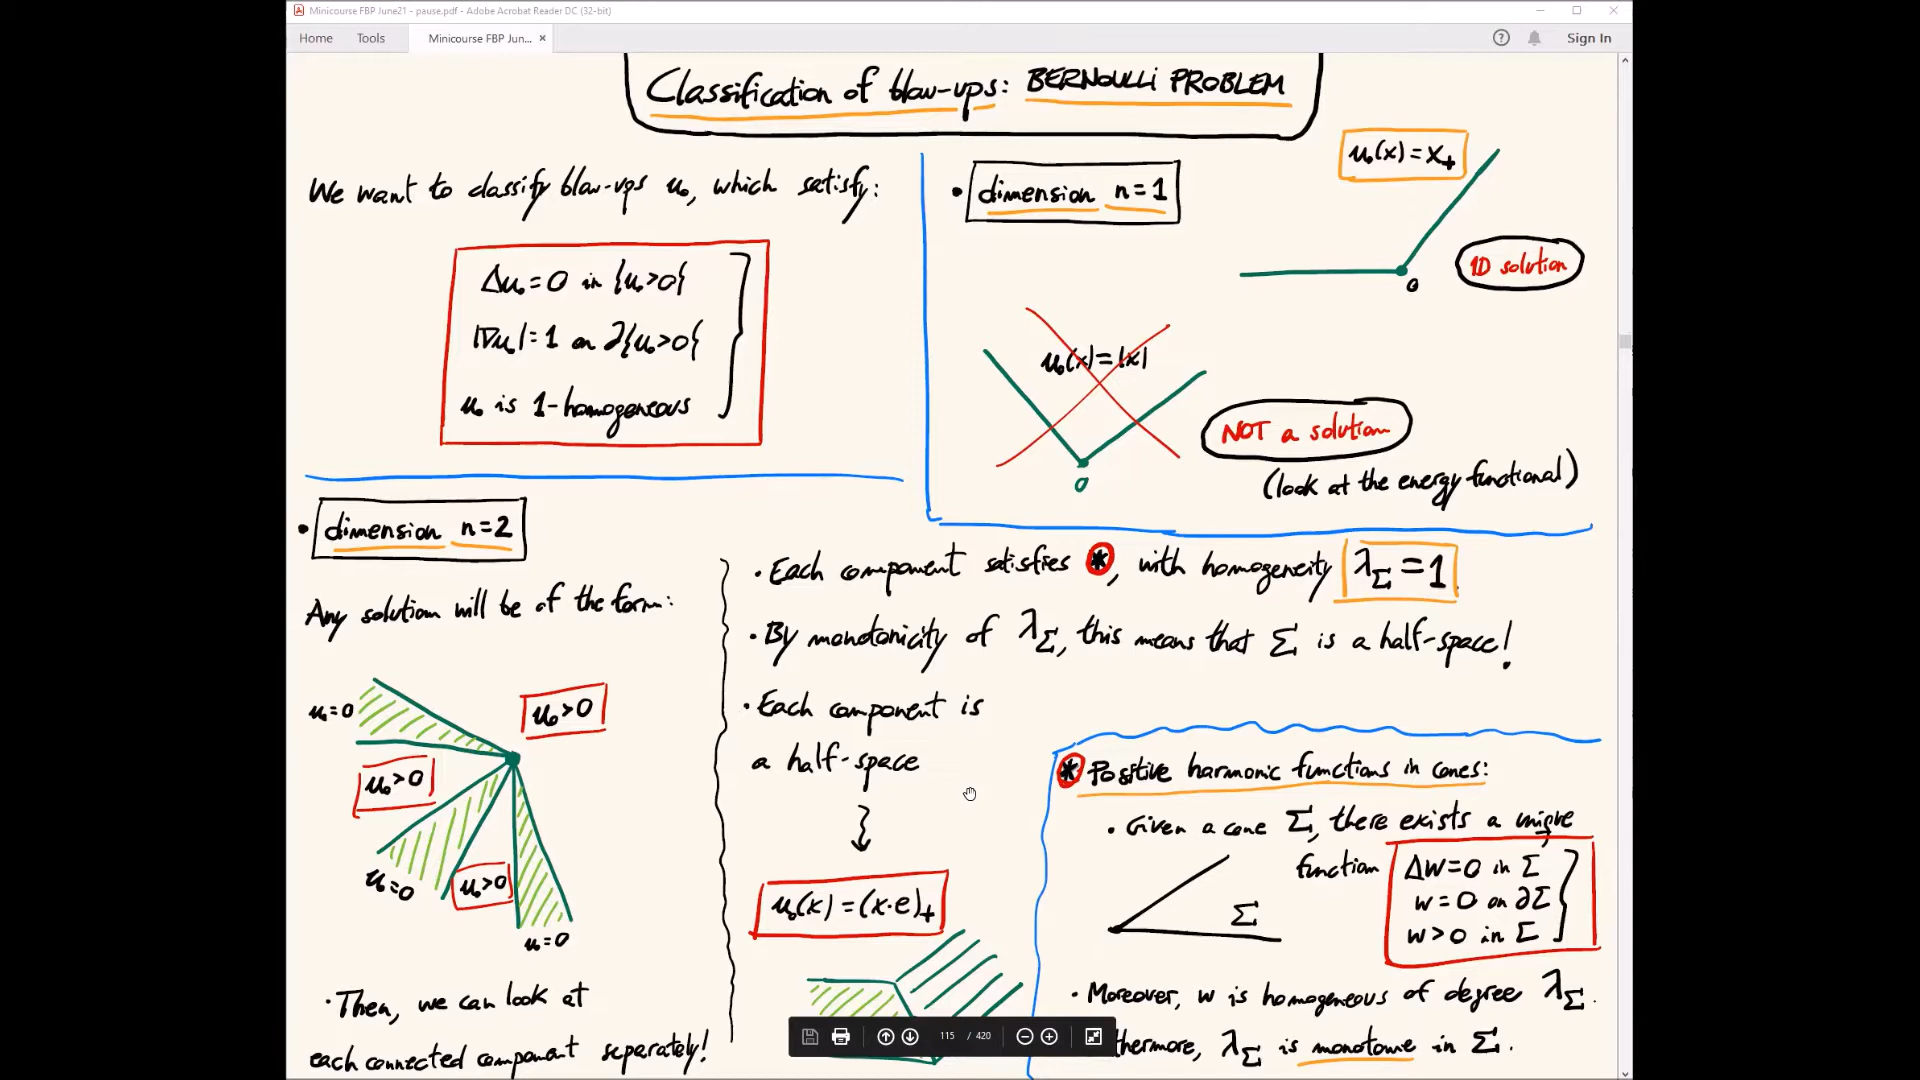 Minicourse FBP June21 - pause.pdf - Adobe Acrobat Reader DC (32-bit)
Home Tools Minicourse FBP Jun... × Sign In
Classification of blow-ups: BERNOULLI PROBLEM
We want to classify blow-ups u₀, which satisfy:
Δu₀ = 0 in {u₀>0}
|∇u₀| = 1 on ∂{u₀>0}
u₀ is 1-homogeneous
• dimension n=1
u₀(x) = x₊
0
1D solution
u₀(x) = |x|
0
NOT a solution
(look at the energy functional)
• dimension n=2
Any solution will be of the form:
u₀=0
u₀>0
u₀>0
u₀=0
u₀>0
u₀=0
• Then, we can look at
each connected component separately!
• Each component satisfies *, with homogeneity λ_Σ = 1.
• By monotonicity of λ_Σ, this means that Σ is a half-space!
• Each component is
a half-space
u₀(x) = (x·e)₊
* Positive harmonic functions in cones:
• Given a cone Σ, there exists a unique
function
Δw=0 in Σ
w=0 on ∂Σ
w>0 in Σ
Σ
• Moreover, w is homogeneous of degree λ_Σ.
thermore, λ_Σ is monotone in Σ.
115 / 420